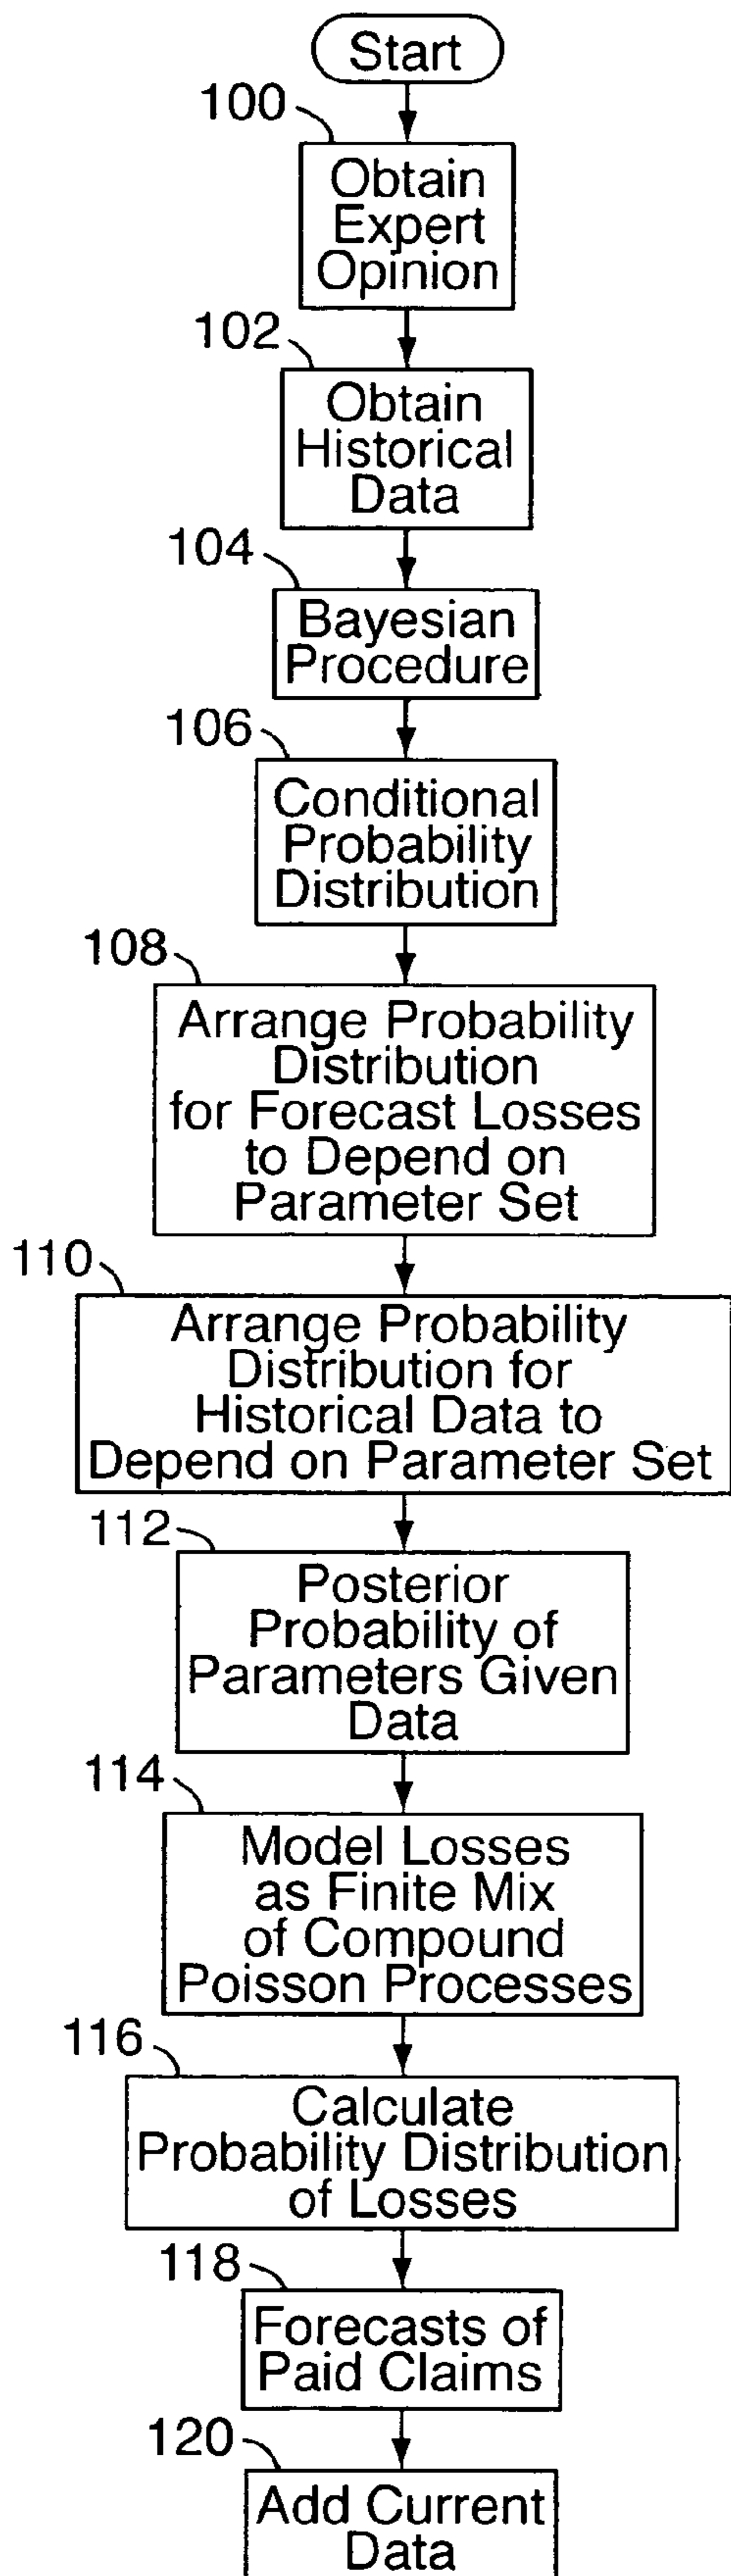 Start
100
Obtain
Expert
Opinion
102
Obtain
Historical
Data
104
Bayesian
Procedure
106
Conditional
Probability
Distribution
108
Arrange Probability
Distribution
for Forecast Losses
to Depend on
Parameter Set
110
Arrange Probability
Distribution for
Historical Data to
Depend on Parameter Set
112
Posterior
Probability of
Parameters Given
Data
114
Model Losses
as Finite Mix
of Compound
Poisson Processes
116
Calculate
Probability Distribution
of Losses
118
Forecasts of
Paid Claims
120
Add Current
Data